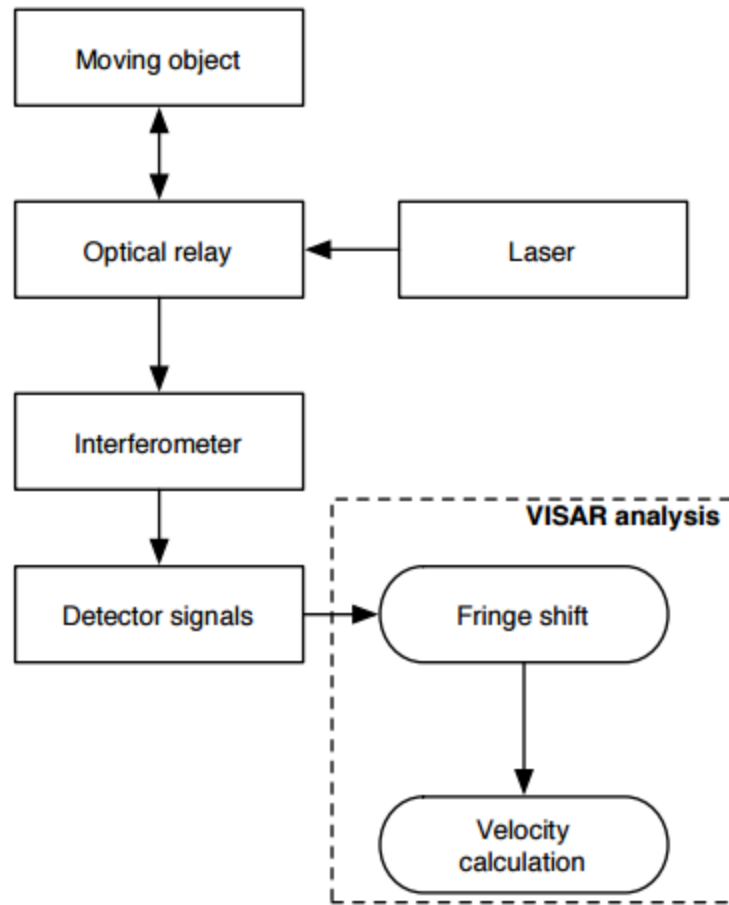 Moving object
Optical relay
Laser
Interferometer
VISAR analysis
Detector signals
Fringe shift
Velocity
calculation